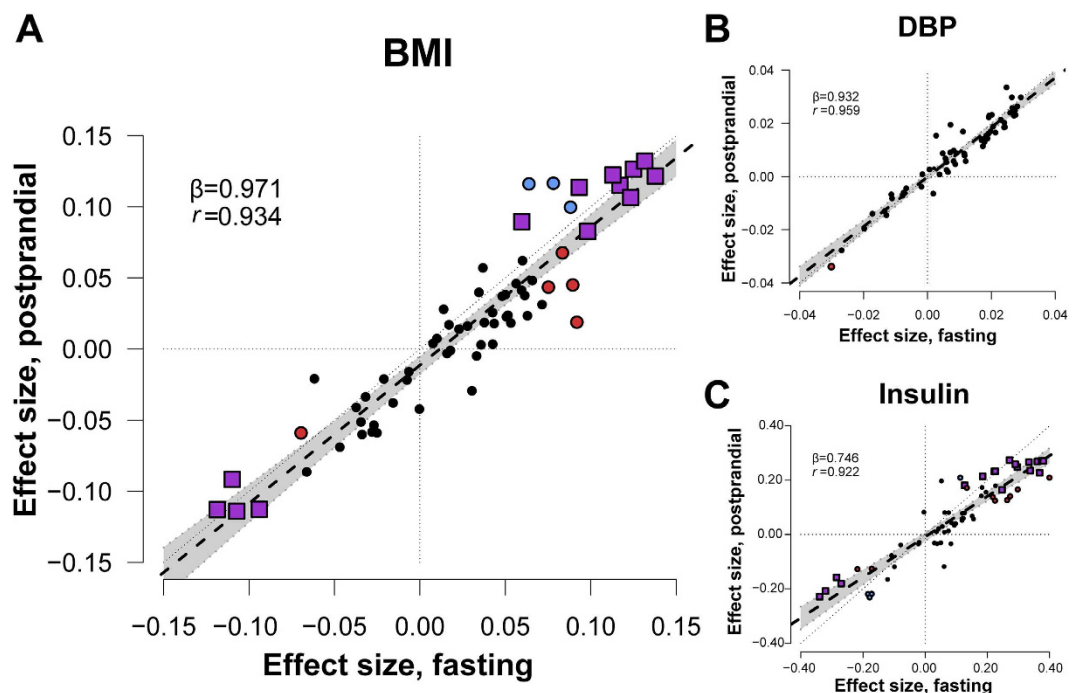 A
BMI
β=0.971
r=0.934
0.15
0.10
0.05
0.00
−0.05
−0.10
−0.15
Effect size, postprandial
−0.15 −0.10 −0.05 0.00 0.05 0.10 0.15
Effect size, fasting
B
DBP
β=0.932
r=0.959
0.04
0.02
0.00
−0.02
−0.04
Effect size, postprandial
−0.04 −0.02 0.00 0.02 0.04
Effect size, fasting
C
Insulin
β=0.746
r=0.922
0.40
0.20
0.00
−0.20
−0.40
Effect size, postprandial
−0.40 −0.20 0.00 0.20 0.40
Effect size, fasting